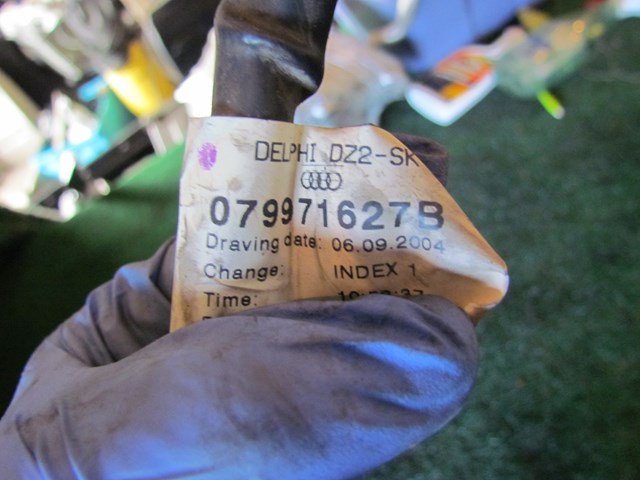 DELPHI DZ2-SK
079971627B
Draving date: 06.09.2004
Change: INDEX 1
Time: